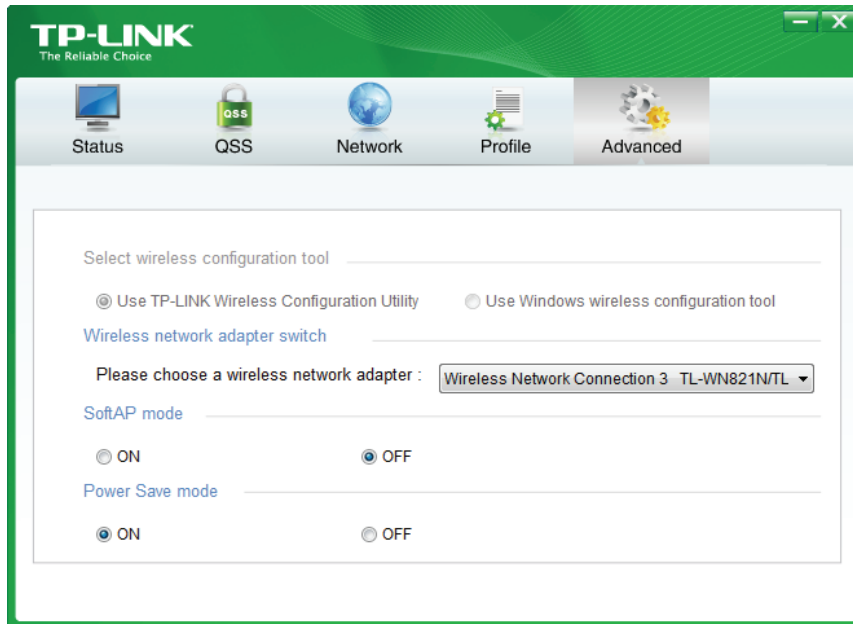 TP-LINK
The Reliable Choice
QSS
Status QSS Network Profile Advanced
Select wireless configuration tool
Use TP-LINK Wireless Configuration Utility Use Windows wireless configuration tool
Wireless network adapter switch
Please choose a wireless network adapter : Wireless Network Connection 3 TL-WN821N/TL
SoftAP mode
ON OFF
Power Save mode
ON OFF